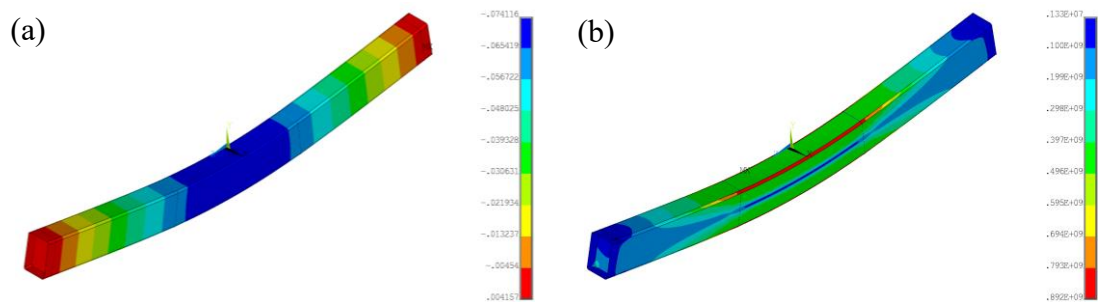 (a)
-.074116
-.065419
-.056722
-.048025
-.039328
-.030631
-.021934
-.013237
-.00454
.004157
(b)
.133E+07
.100E+09
.199E+09
.298E+09
.397E+09
.496E+09
.595E+09
.694E+09
.793E+09
.892E+09